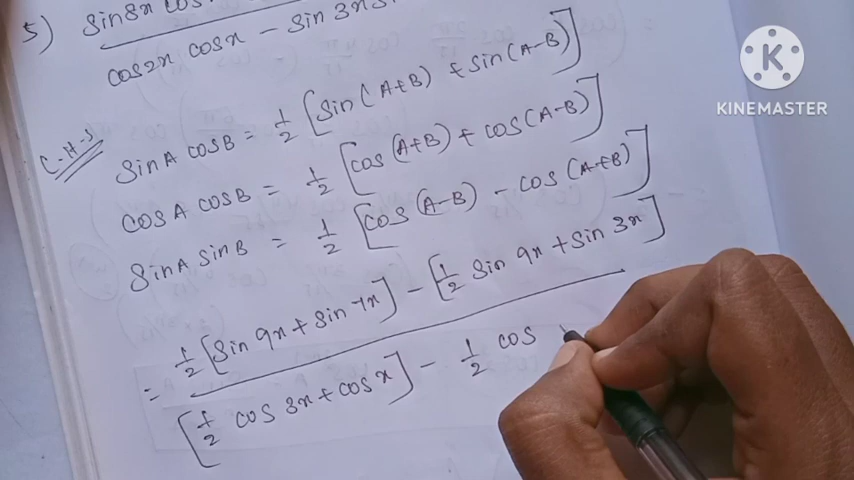 5) Sin8x cos
cos2x cosx - sin 3x s
L-H-S
SinA cosB = 1/2 [Sin(A+B) + sin(A-B)]
COSA COSB = 1/2 [cos (A+B) + cos(A-B)]
SinA sinB = 1/2 [cos (A-B) - cos(A+B)]
= 1/2 [Sin 9x + Sin 7x] - [1/2 Sin 9x + Sin 3x]
[1/2 cos 3x + cos x] - 1/2 cos
KINEMASTER